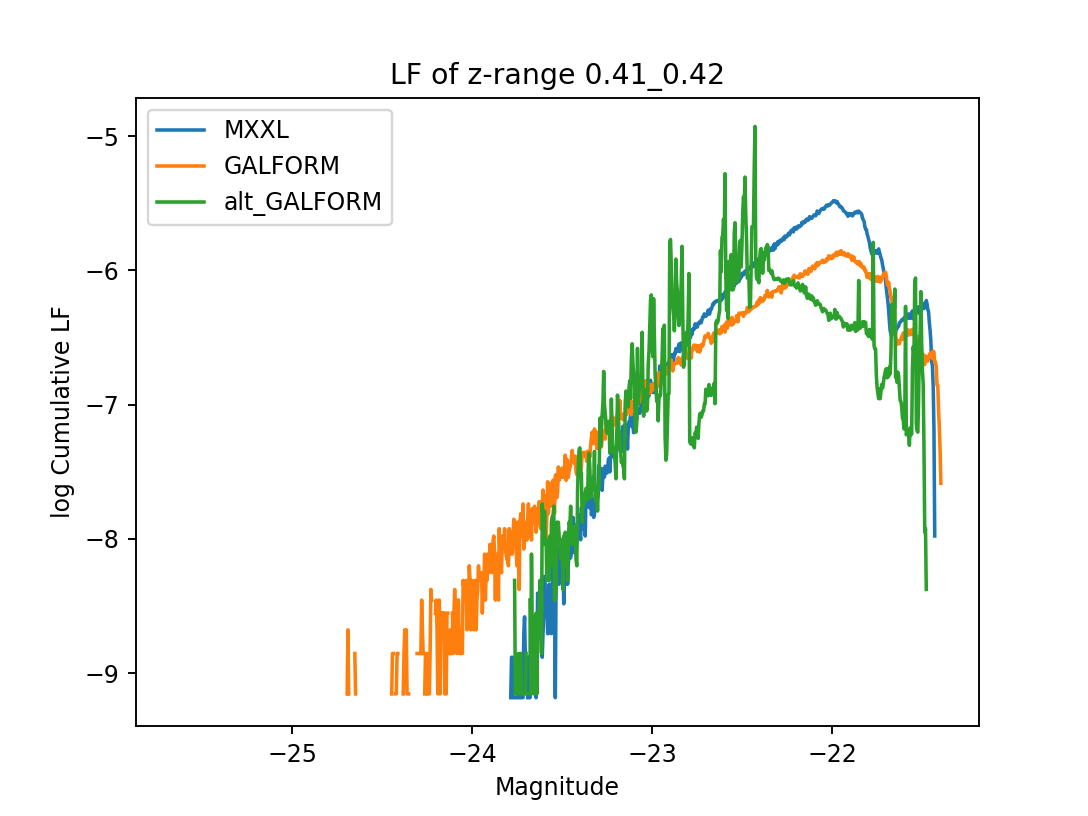 LF of z-range 0.41_0.42
MXXL
GALFORM
alt_GALFORM
−5
−6
−7
−8
−9
log Cumulative LF
−25
−24
−23
−22
Magnitude